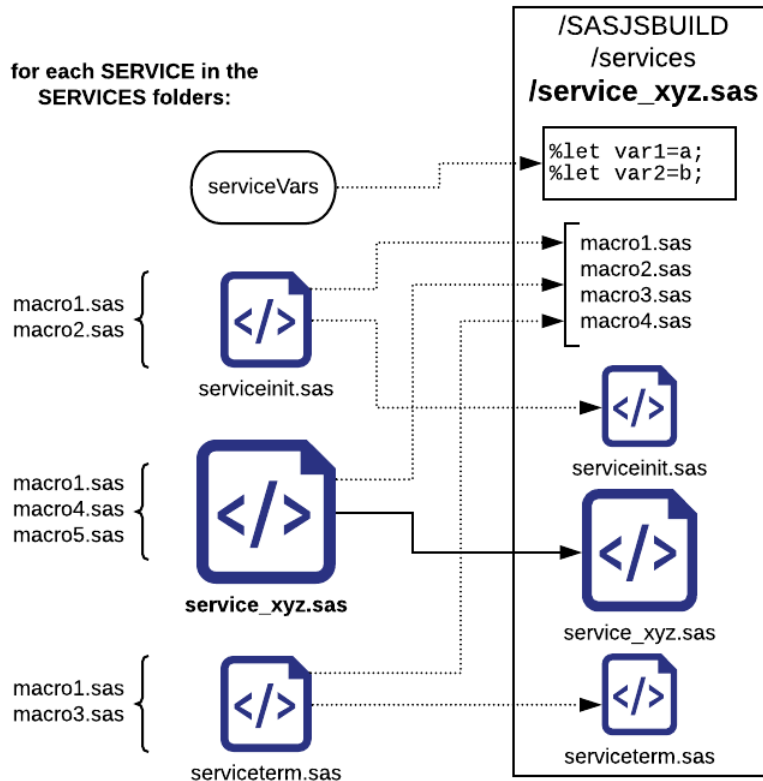 for each SERVICE in the
SERVICES folders:
/SASJSBUILD
/services
/service_xyz.sas
serviceVars
%let var1=a;
%let var2=b;
macro1.sas
macro2.sas
macro3.sas
macro4.sas
macro1.sas
macro2.sas
</>
serviceinit.sas
</>
serviceinit.sas
macro1.sas
macro4.sas
macro5.sas
</>
service_xyz.sas
</>
service_xyz.sas
macro1.sas
macro3.sas
</>
serviceterm.sas
</>
serviceterm.sas